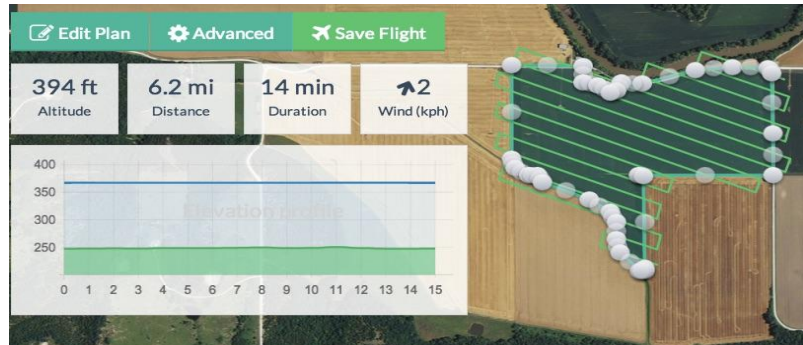 Edit Plan
Advanced
Save Flight
394 ft
Altitude
6.2 mi
Distance
14 min
Duration
2
Wind (kph)
Elevation profile
400
350
300
250
0 1 2 3 4 5 6 7 8 9 10 11 12 13 14 15